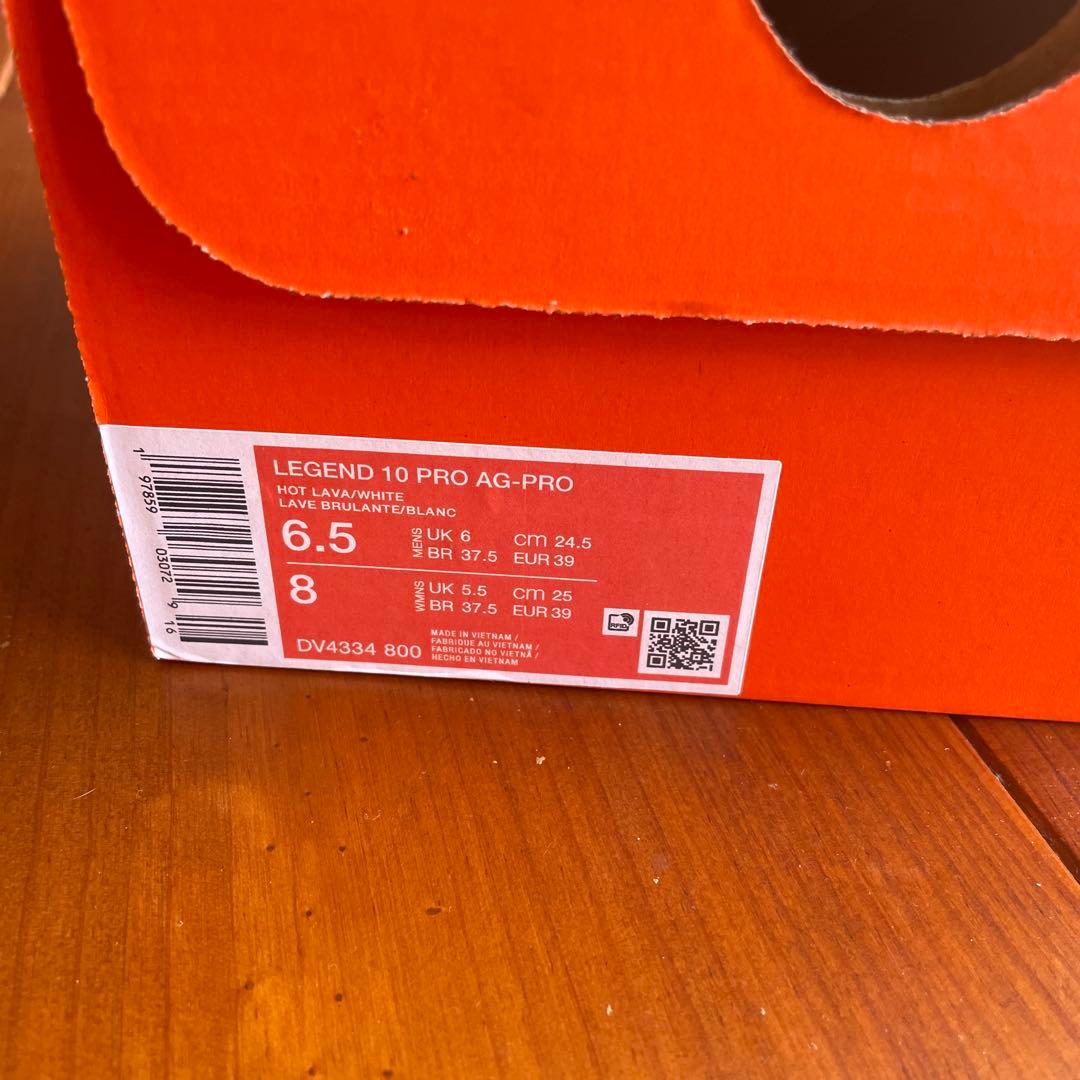 LEGEND 10 PRO AG-PRO
HOT LAVA/WHITE
LAVE BRULANTE/BLANC
6.5 MENS UK 6 cm 24.5
BR 37.5 EUR 39
8 WMNS UK 5.5 cm 25
BR 37.5 EUR 39
DV4334 800
MADE IN VIETNAM /
FABRIQUE AU VIETNAM /
FABRICADO NO VIETNÃ /
HECHO EN VIETNAM
RFID
1 97859 03072 9 16